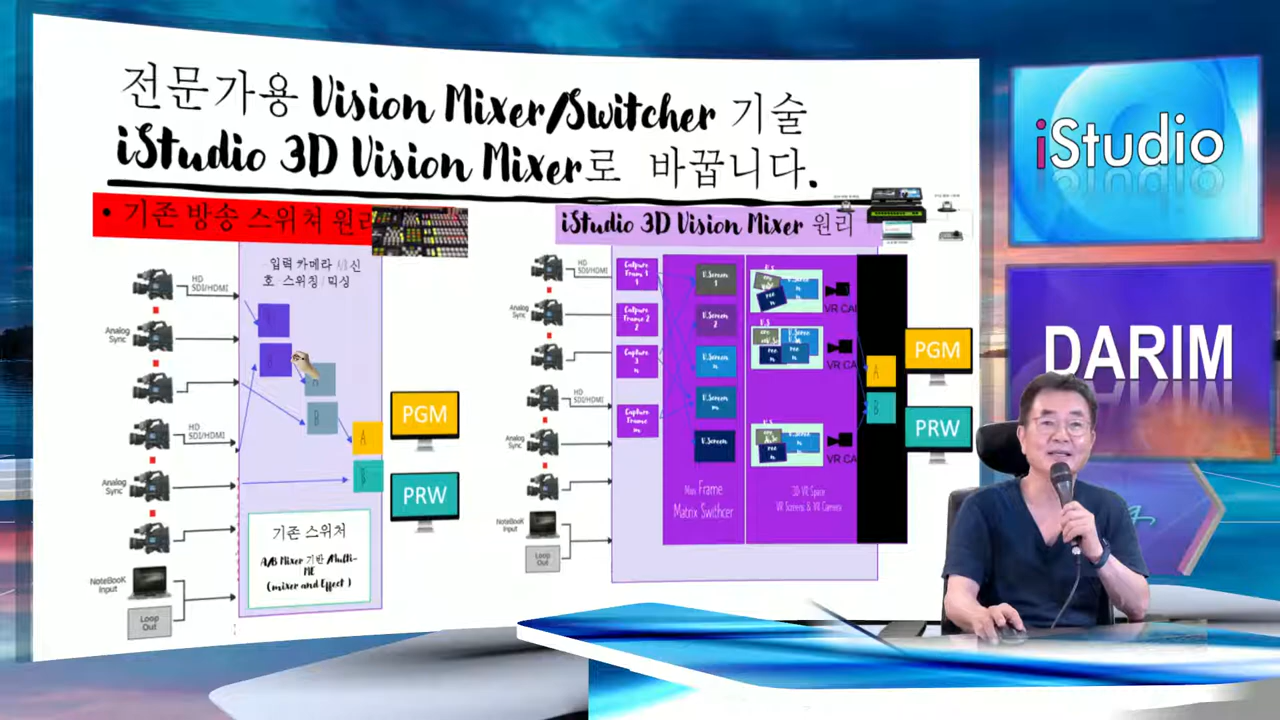 전문가용 Vision Mixer/Switcher 기술
iStudio 3D Vision Mixer로 바꿉니다.
• 기존 방송 스위쳐 원리
입력 카메라
호 스위칭/믹싱
HD
SDI/HDMI
Analog
Sync
HD
SDI/HDMI
Analog
Sync
NoteBooK
Input
Loop
Out
A
B
A
B
PGM
PRW
기존 스위처
A/B Mixer 기반 /Multi-
ME
(mixer and Effect )
iStudio 3D Vision Mixer 원리
HD
SDI/HDMI
Analog
Sync
HD
SDI/HDMI
Analog
Sync
NoteBooK
Input
Loop
Out
Capture
Frame 1
1
Frame 2
2
Capture
3
Capture
Frame
n
V.Screen
1
V.Screen
2
V.Screen
n
V.Screen
m
V.Screen
Frame
Matrix Swithcer
V.S
VR CA
V.S
VR CA
V.S
VR CA
3D VR Space
VR Screens & VR Camera
A
B
PGM
PRW
iStudio
DARIM